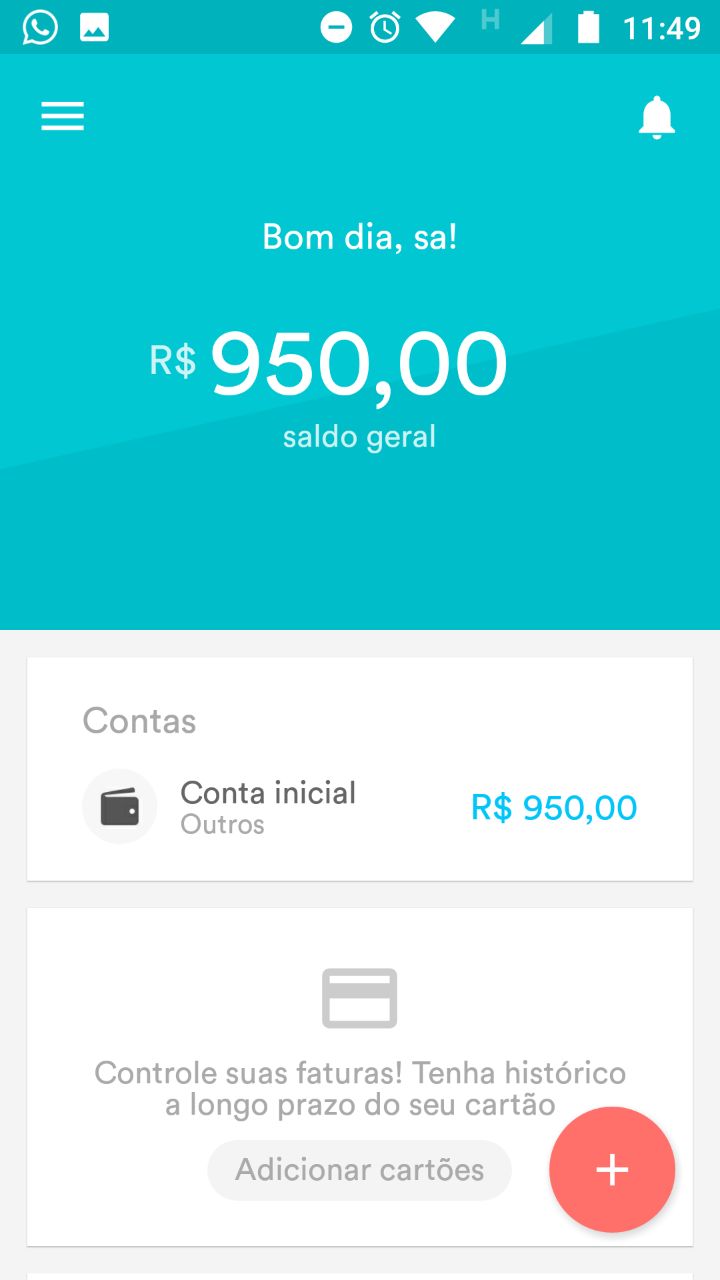 H 11:49
Bom dia, sa!
R$ 950,00
saldo geral
Contas
Conta inicial
Outros
R$ 950,00
Controle suas faturas! Tenha histórico
a longo prazo do seu cartão
Adicionar cartões